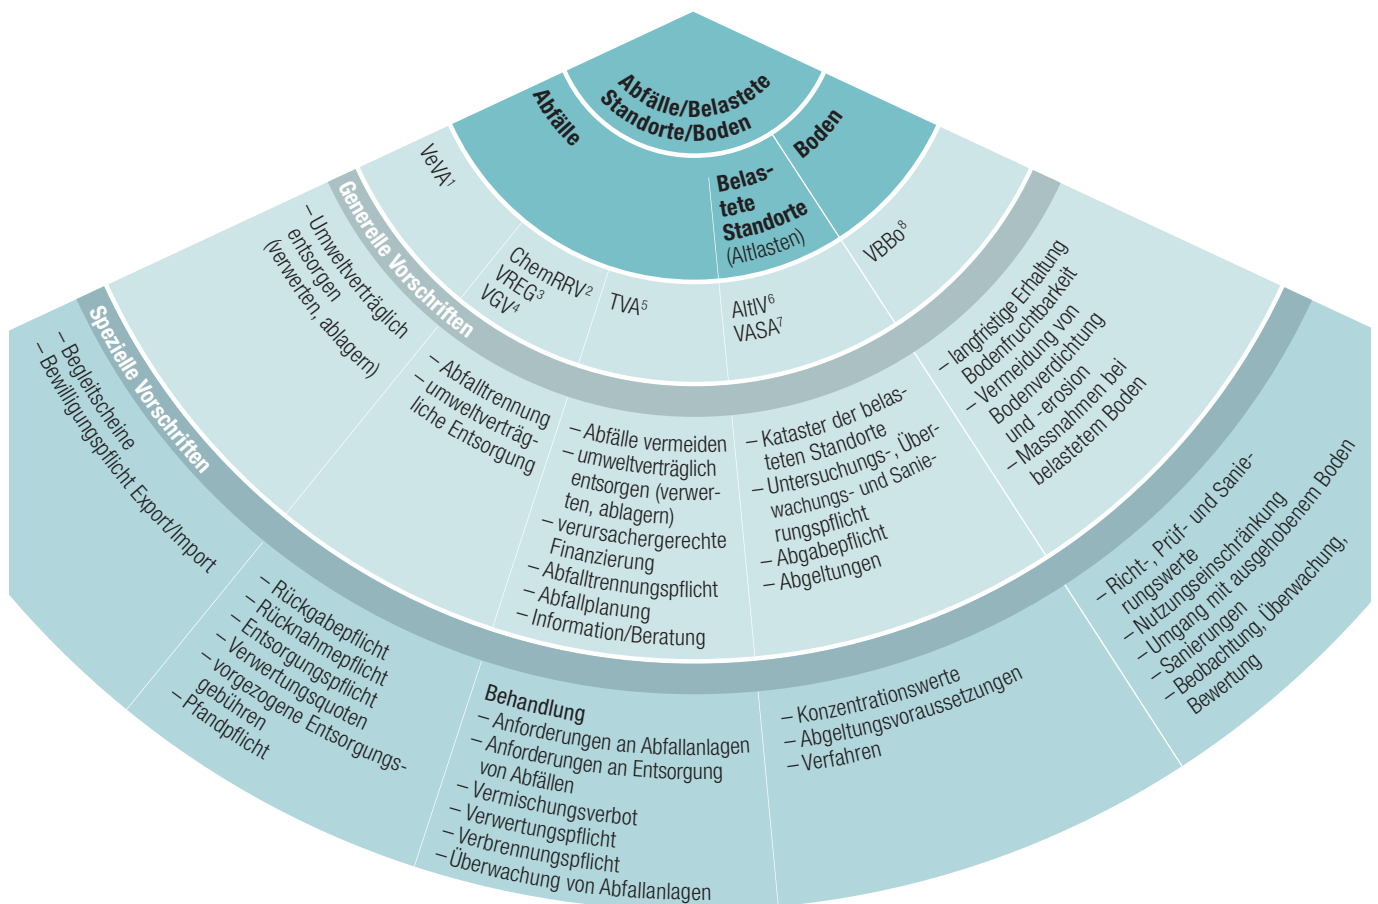 Abfälle/Belastete
Standorte/Boden
Abfälle
Belas-
tete
Standorte
(Altlasten)
Boden
VeVA¹
ChemRRV²
VREG³
VGV⁴
TVA⁵
AltlV⁶
VASA⁷
VBBo⁸
Generelle Vorschriften
– Umweltverträglich
entsorgen
(verwerten, ablagern)
– Abfalltrennung
– umweltverträg-
liche Entsorgung
– Abfälle vermeiden
– umweltverträglich
entsorgen (verwer-
ten, ablagern)
– verursachergerechte
Finanzierung
– Abfalltrennungspflicht
– Abfallplanung
– Information/Beratung
– Kataster der belas-
teten Standorte
– Untersuchungs-, Über-
wachungs- und Sanie-
rungspflicht
– Abgabepflicht
– Abgeltungen
– langfristige Erhaltung
Bodenfruchtbarkeit
– Vermeidung von
Bodenverdichtung
und -erosion
– Massnahmen bei
belastetem Boden
Spezielle Vorschriften
– Begleitscheine
– Bewilligungspflicht Export/Import
– Rückgabepflicht
– Rücknahmepflicht
– Entsorgungspflicht
– Verwertungsquoten
– vorgezogene Entsorgungs-
gebühren
– Pfandpflicht
Behandlung
– Anforderungen an Abfallanlagen
– Anforderungen an Entsorgung
von Abfällen
– Vermischungsverbot
– Verwertungspflicht
– Verbrennungspflicht
– Überwachung von Abfallanlagen
– Konzentrationswerte
– Abgeltungsvoraussetzungen
– Verfahren
– Richt-, Prüf- und Sanie-
rungswerte
– Nutzungseinschränkung
– Umgang mit ausgehobenem Boden
– Sanierungen
– Beobachtung, Überwachung,
Bewertung